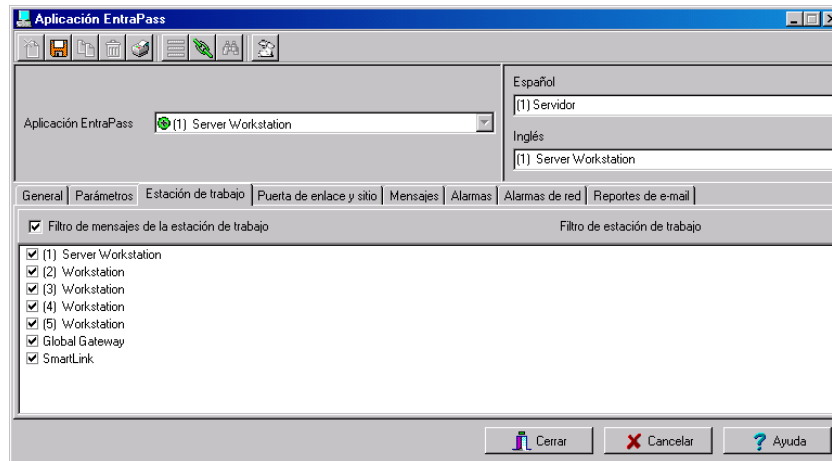 Aplicación EntraPass
Aplicación EntraPass
(1) Server Workstation
Español
(1) Servidor
Inglés
(1) Server Workstation
General Parámetros Estación de trabajo Puerta de enlace y sitio Mensajes Alarmas Alarmas de red Reportes de e-mail
Filtro de mensajes de la estación de trabajo Filtro de estación de trabajo
(1) Server Workstation
(2) Workstation
(3) Workstation
(4) Workstation
(5) Workstation
Global Gateway
SmartLink
Cerrar Cancelar Ayuda